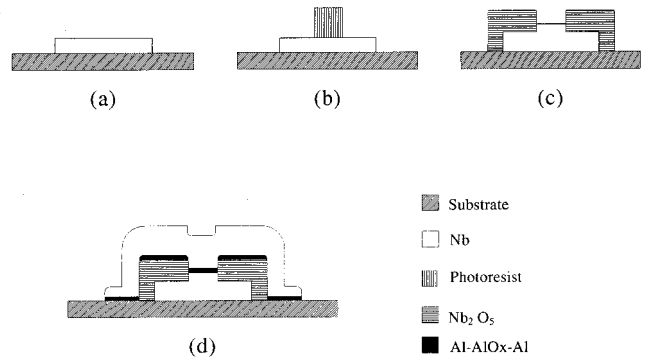 (a)
(b)
(c)
(d)
Substrate
Nb
Photoresist
Nb₂ O₅
Al-AlOx-Al